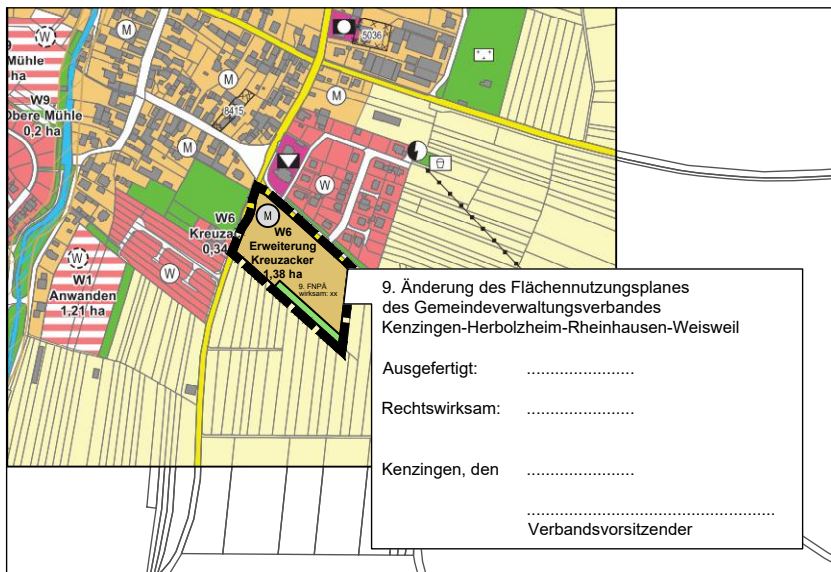 W
9
Mühle
ha
W9
Obere Mühle
0,2 ha
M
M
M
8415
5036
M
W
W6
Kreuzacker
0,34
W
W
W1
Anwanden
1,21 ha
M
W6
Erweiterung
Kreuzacker
1,38 ha
9. FNPÄ
wirksam: xx
9. Änderung des Flächennutzungsplanes
des Gemeindeverwaltungsverbandes
Kenzingen-Herbolzheim-Rheinhausen-Weisweil
Ausgefertigt: .......................
Rechtswirksam: .......................
Kenzingen, den .......................
.....................................................
Verbandsvorsitzender